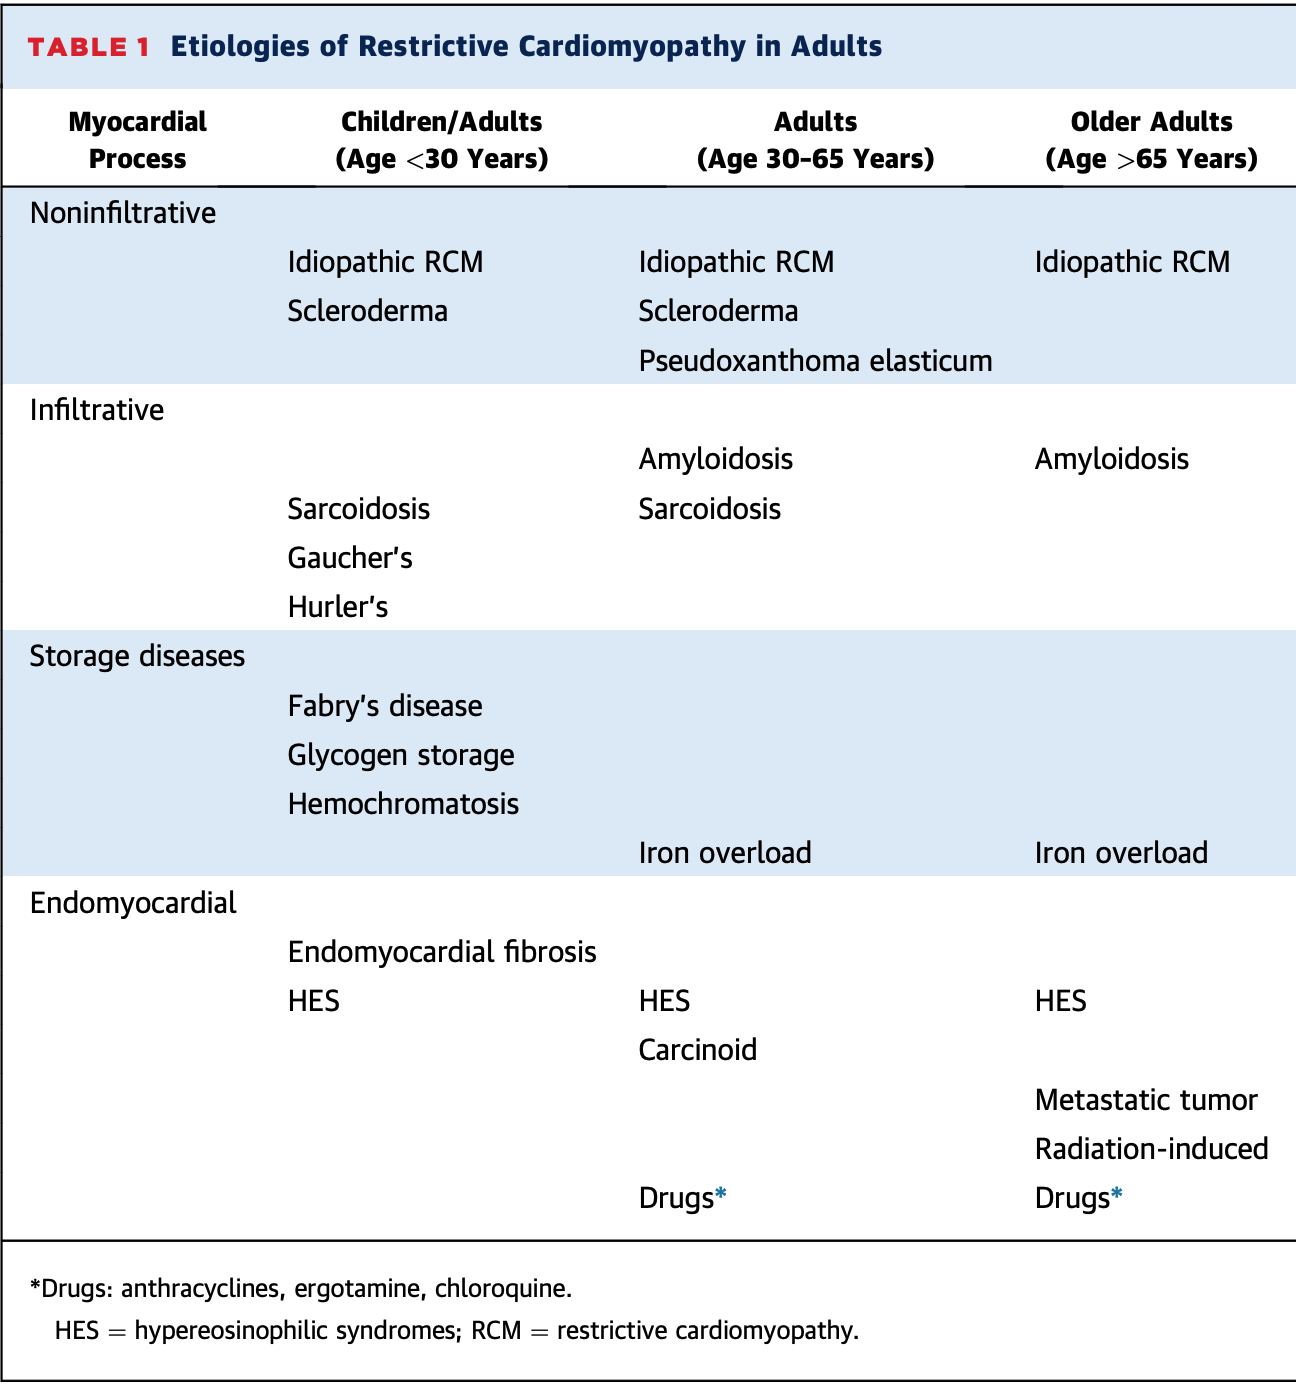 TABLE 1 Etiologies of Restrictive Cardiomyopathy in Adults
Myocardial Process Children/Adults (Age <30 Years) Adults (Age 30–65 Years) Older Adults (Age >65 Years)
Noninfiltrative
Idiopathic RCM Idiopathic RCM Idiopathic RCM
Scleroderma Scleroderma
Pseudoxanthoma elasticum
Infiltrative
Amyloidosis Amyloidosis
Sarcoidosis Sarcoidosis
Gaucher's
Hurler's
Storage diseases
Fabry's disease
Glycogen storage
Hemochromatosis
Iron overload Iron overload
Endomyocardial
Endomyocardial fibrosis
HES HES HES
Carcinoid
Metastatic tumor
Radiation-induced
Drugs* Drugs*
*Drugs: anthracyclines, ergotamine, chloroquine.
HES = hypereosinophilic syndromes; RCM = restrictive cardiomyopathy.